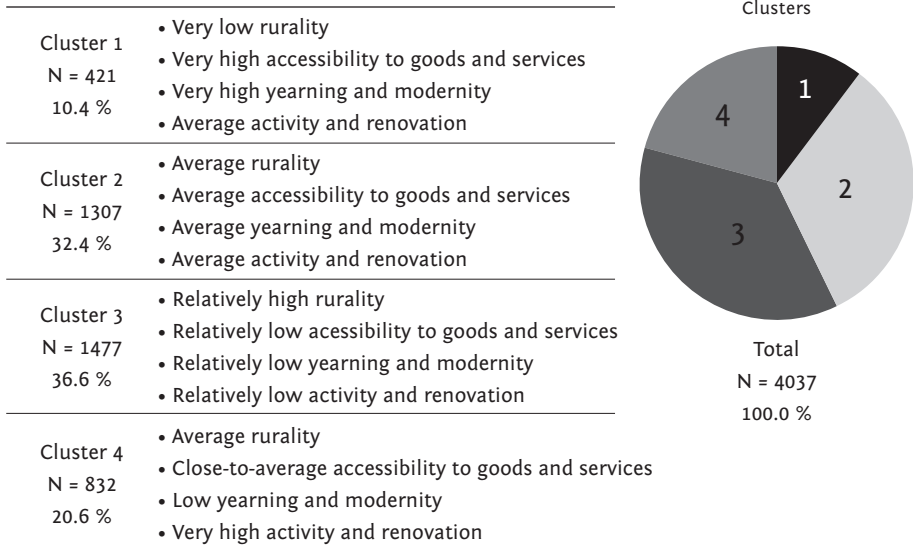 Cluster 1
N = 421
10.4 %
• Very low rurality
• Very high accessibility to goods and services
• Very high yearning and modernity
• Average activity and renovation
Cluster 2
N = 1307
32.4 %
• Average rurality
• Average accessibility to goods and services
• Average yearning and modernity
• Average activity and renovation
Cluster 3
N = 1477
36.6 %
• Relatively high rurality
• Relatively low acessibility to goods and services
• Relatively low yearning and modernity
• Relatively low activity and renovation
Cluster 4
N = 832
20.6 %
• Average rurality
• Close-to-average accessibility to goods and services
• Low yearning and modernity
• Very high activity and renovation
Clusters
1
2
3
4
Total
N = 4037
100.0 %